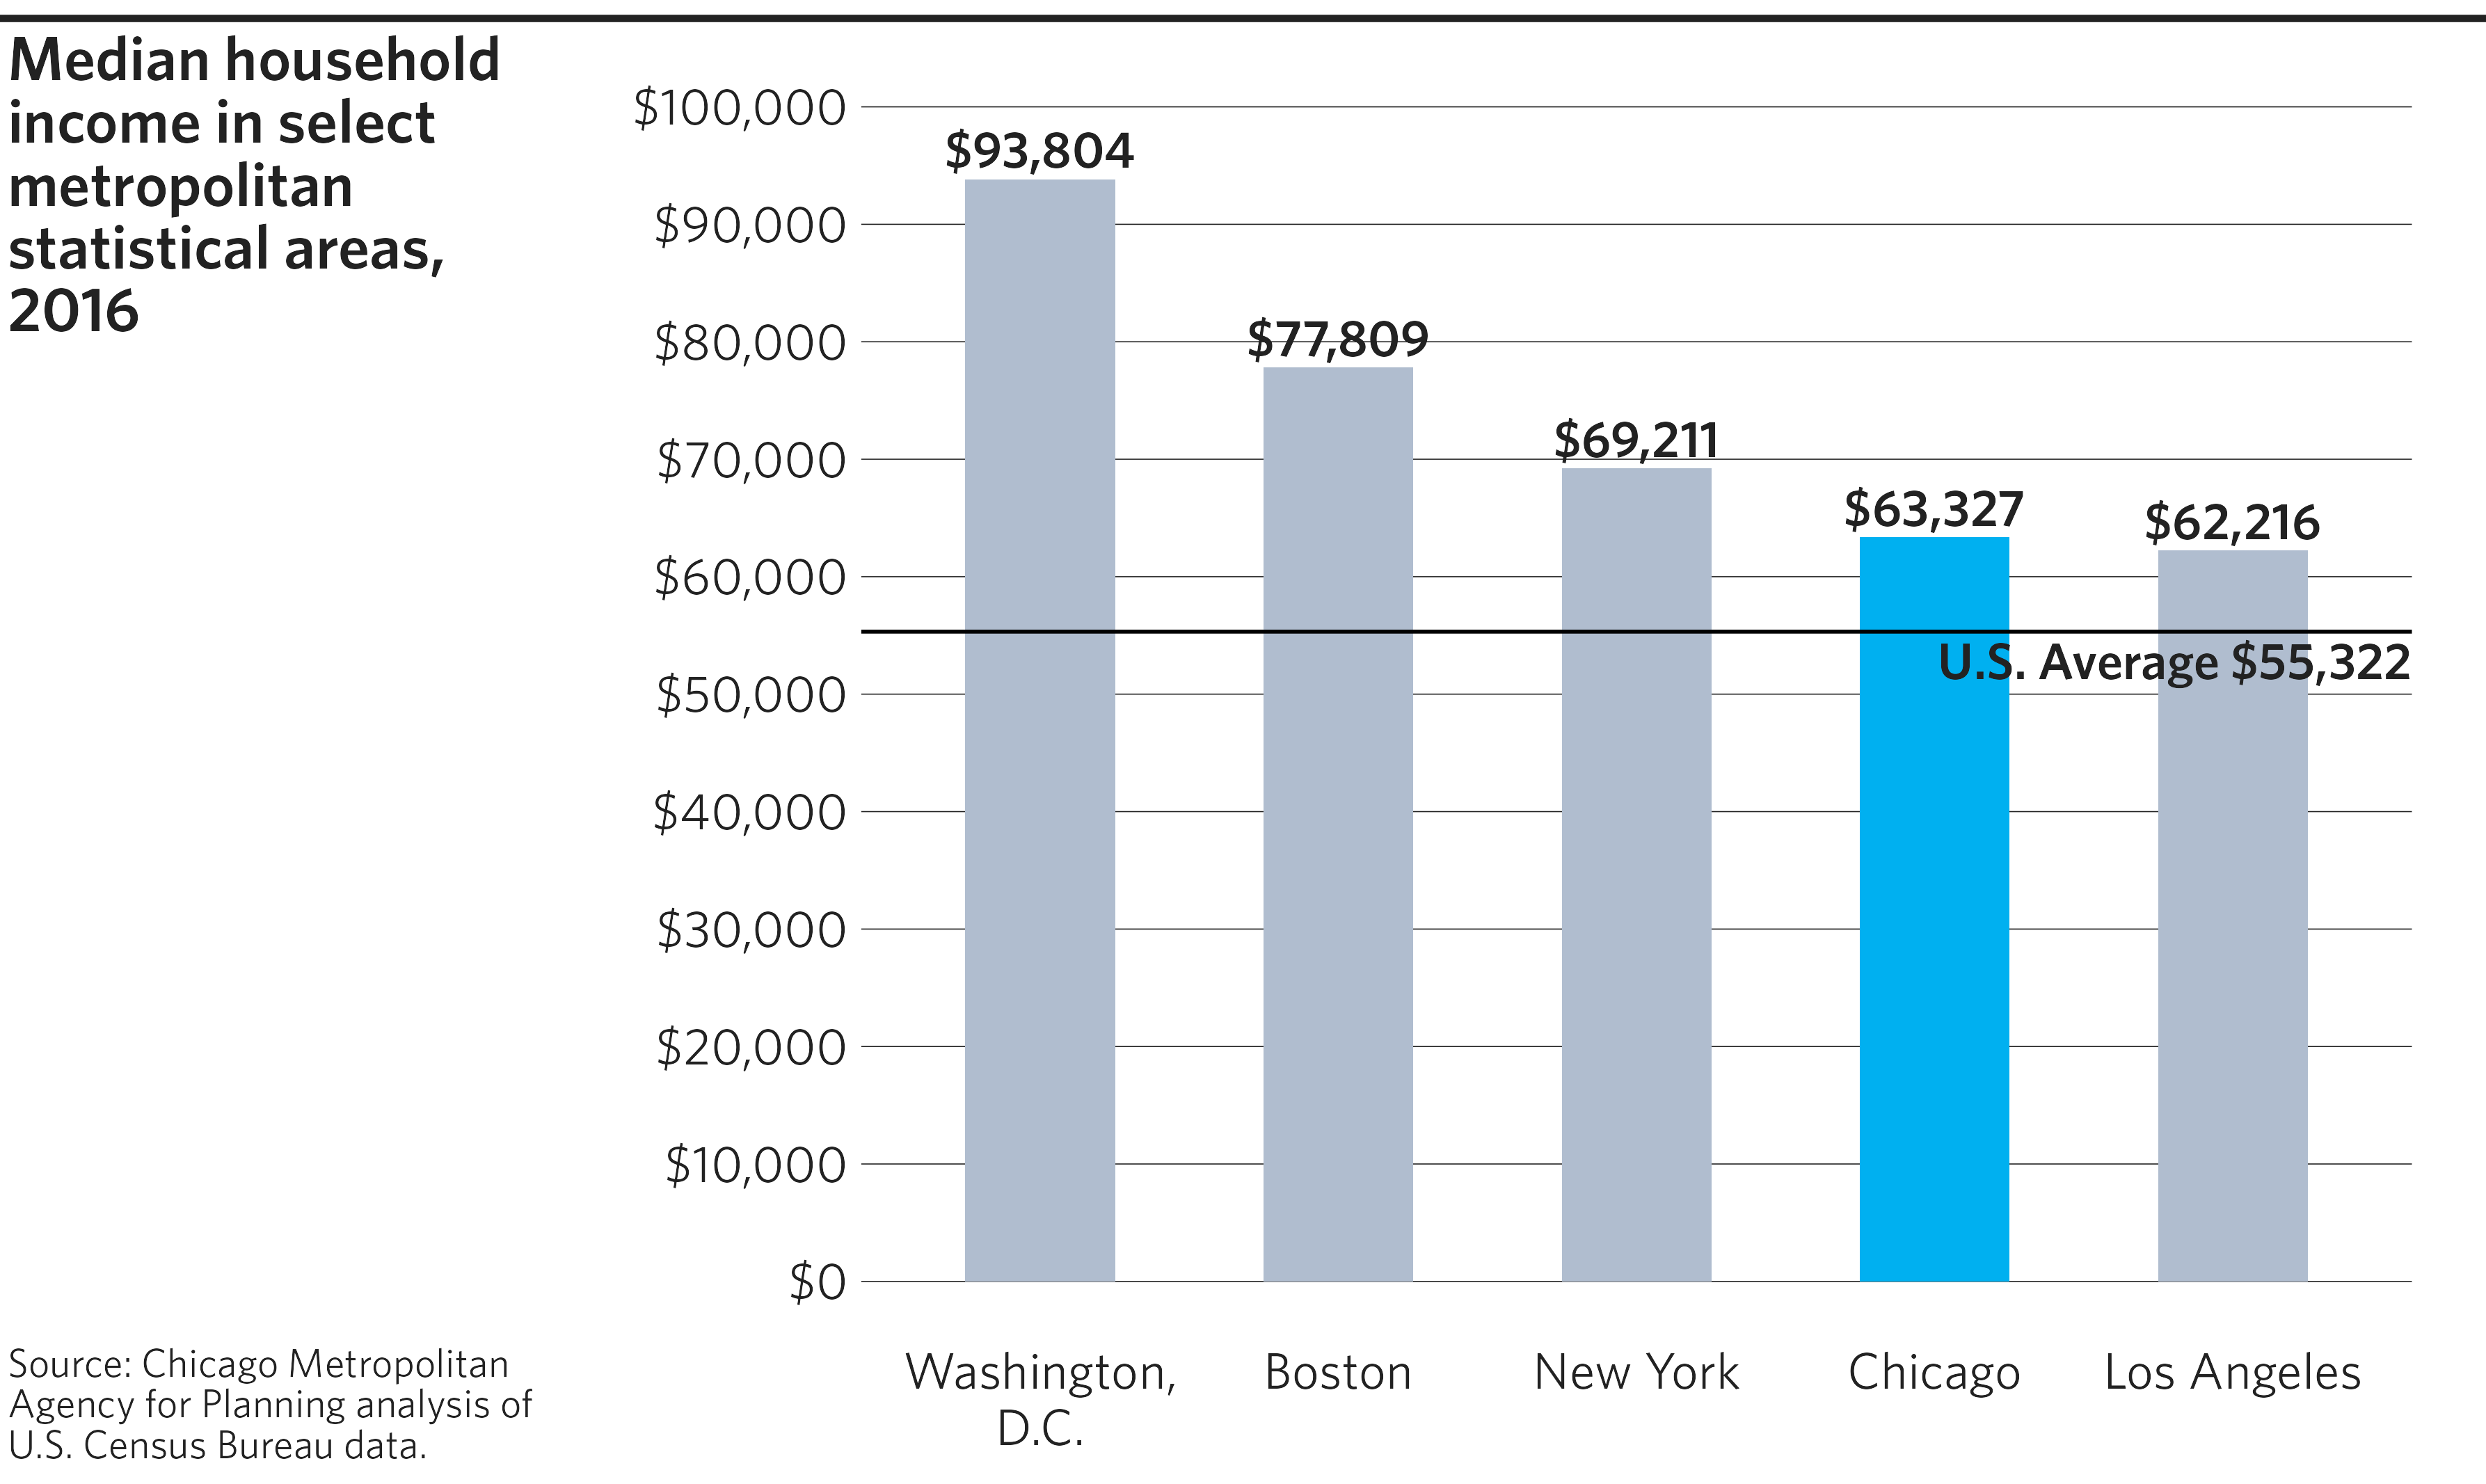 Median household
income in select
metropolitan
statistical areas,
2016
$100,000
$93,804
$90,000
$80,000
$77,809
$70,000
$69,211
$63,327
$62,216
$60,000
U.S. Average $55,322
$50,000
$40,000
$30,000
$20,000
$10,000
$0
Washington,
D.C.
Boston
New York
Chicago
Los Angeles
Source: Chicago Metropolitan
Agency for Planning analysis of
U.S. Census Bureau data.